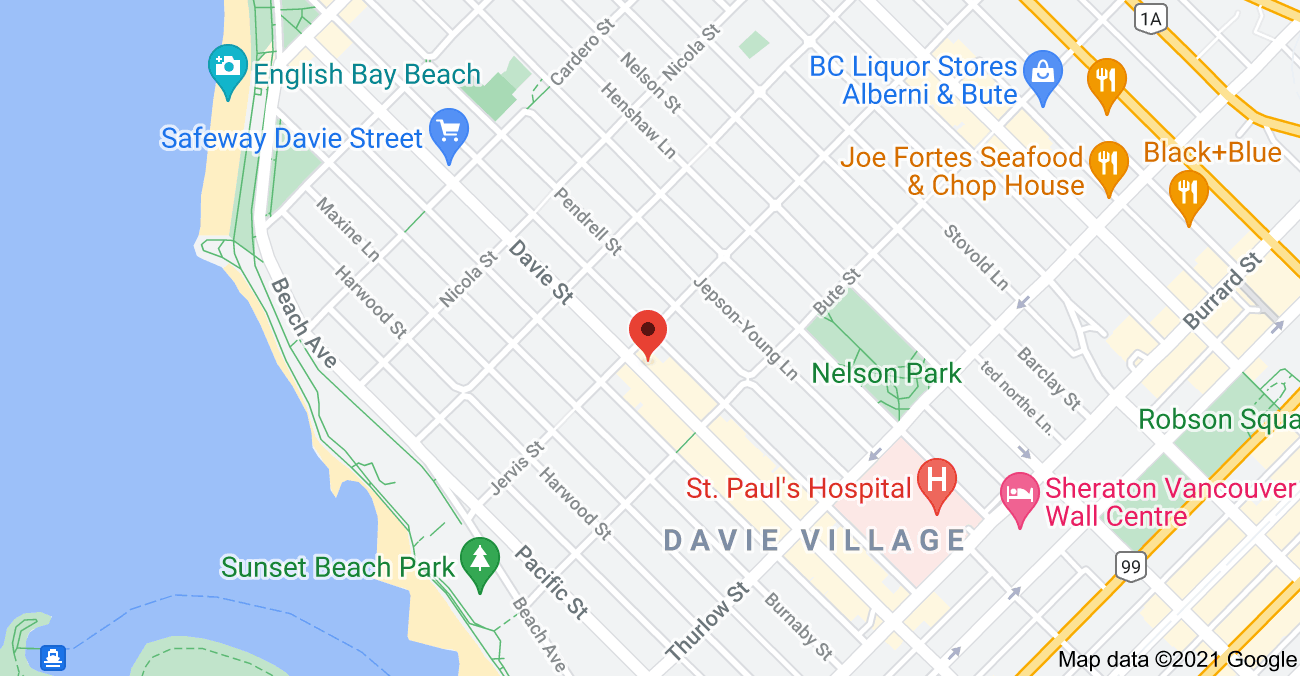 1A
Cardero St
Nicola St
Nelson St
English Bay Beach
BC Liquor Stores
Alberni & Bute
Henshaw Ln
Safeway Davie Street
Joe Fortes Seafood
& Chop House
Black+Blue
Maxine Ln
Pendrell St
Stovold Ln
Harwood St
Nicola St
Davie St
Jepson-Young Ln
Bute St
Burrard St
Beach Ave
Nelson Park
Barclay St
ted northe Ln.
Robson Squa
Jervis St
Harwood St
St. Paul's Hospital
H
Sheraton Vancouver
Wall Centre
DAVIE VILLAGE
99
Sunset Beach Park
Pacific St
Beach Ave
Thurlow St
Burnaby St
Map data ©2021 Google